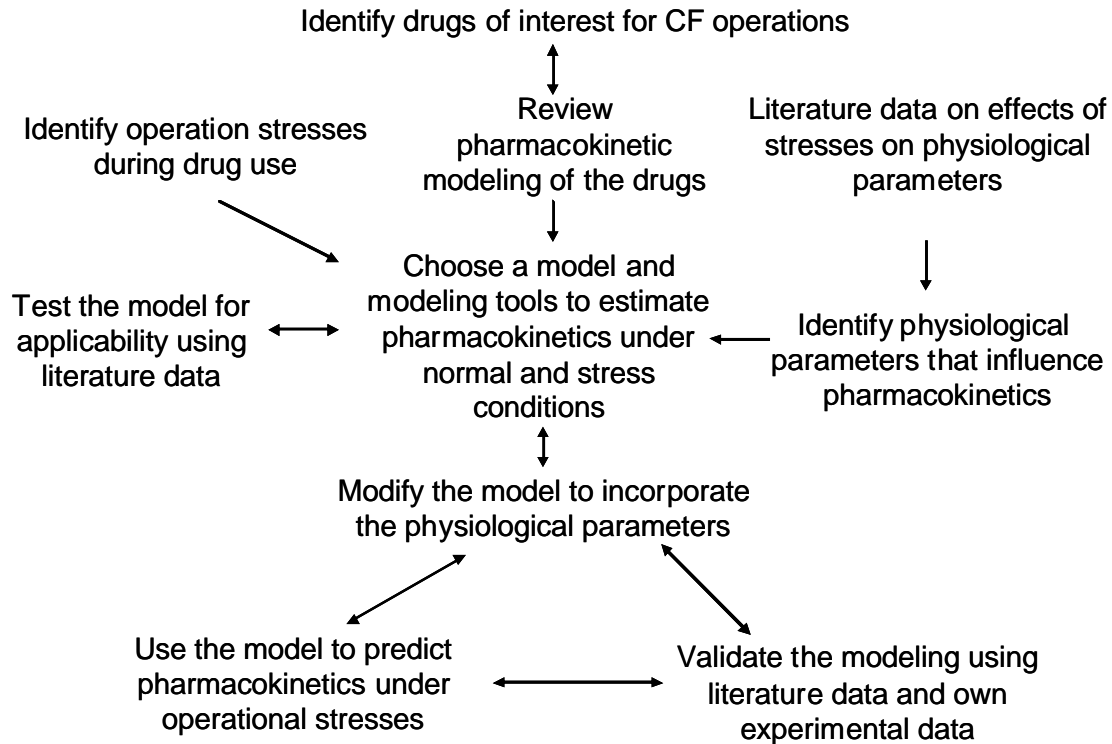 Identify drugs of interest for CF operations
Identify operation stresses
during drug use
Review
pharmacokinetic
modeling of the drugs
Literature data on effects of
stresses on physiological
parameters
Test the model for
applicability using
literature data
Choose a model and
modeling tools to estimate
pharmacokinetics under
normal and stress
conditions
Identify physiological
parameters that influence
pharmacokinetics
Modify the model to incorporate
the physiological parameters
Use the model to predict
pharmacokinetics under
operational stresses
Validate the modeling using
literature data and own
experimental data